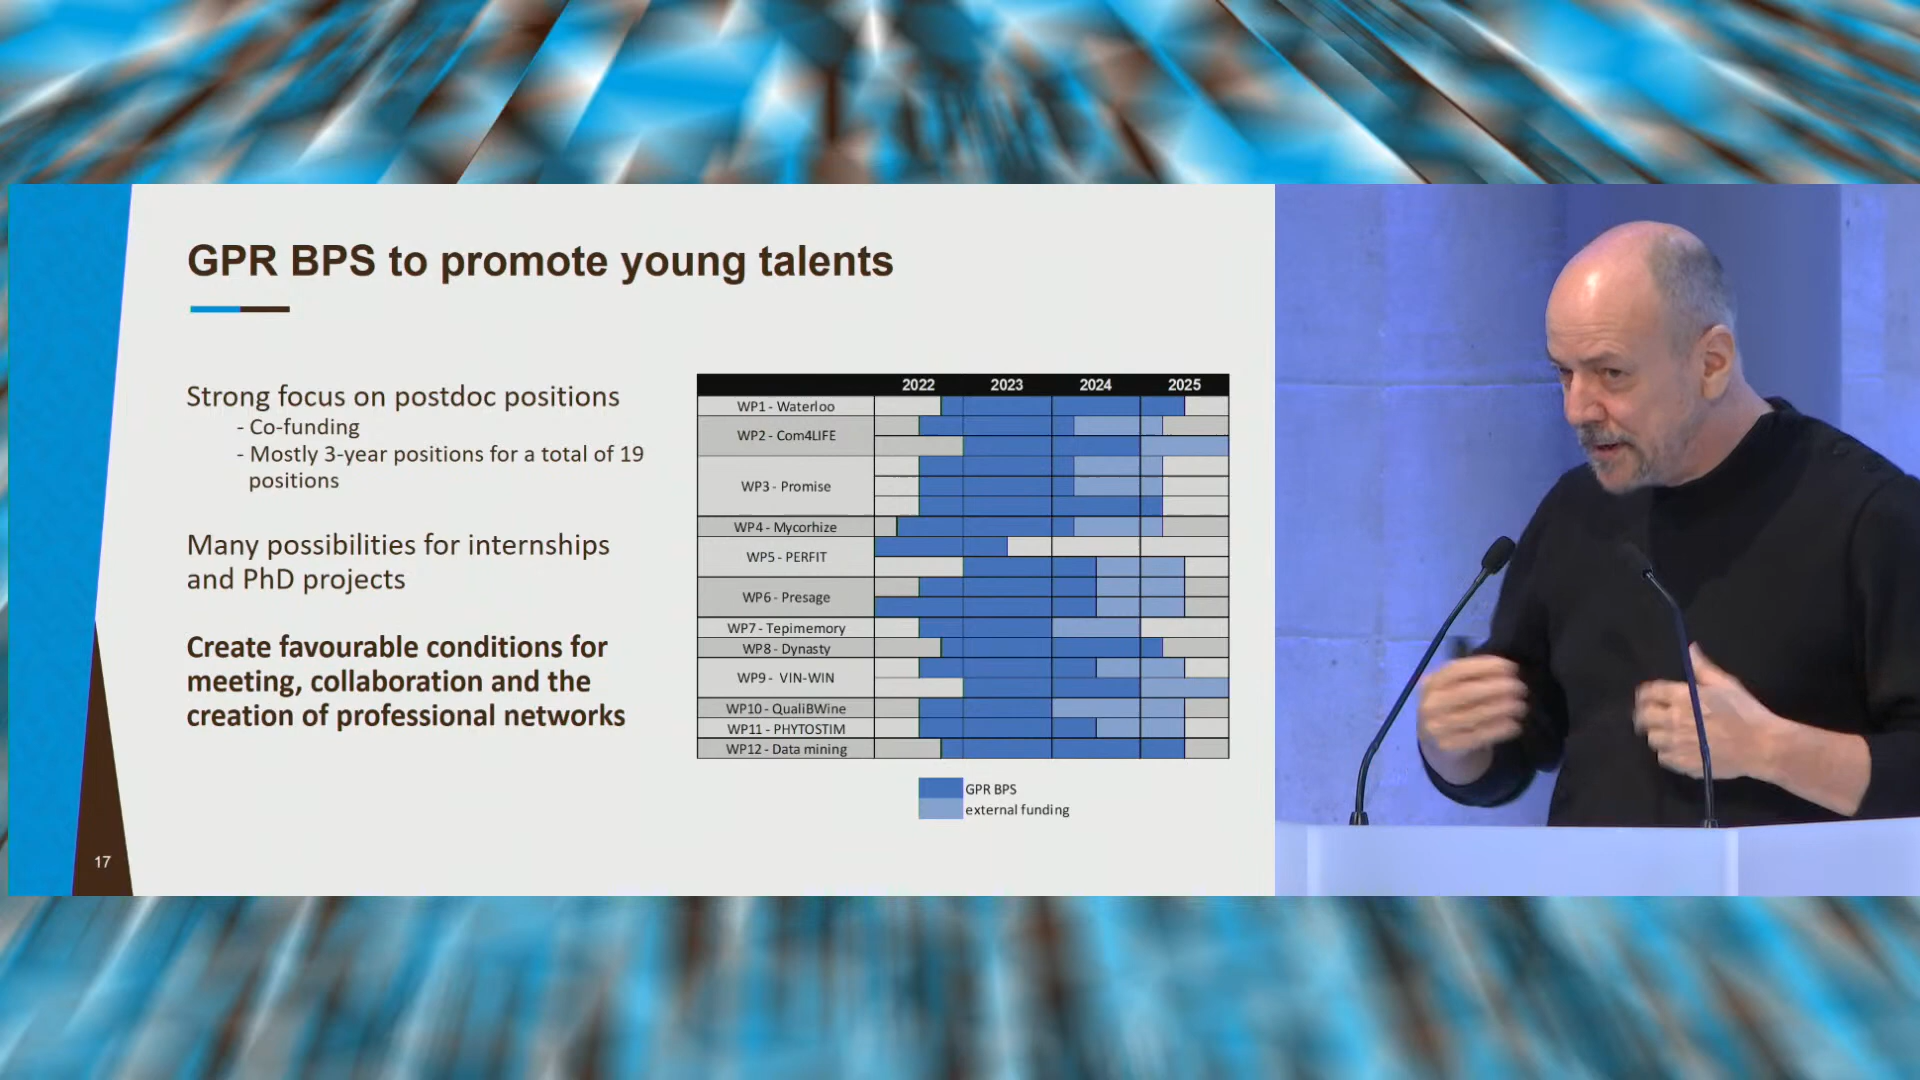 GPR BPS to promote young talents
Strong focus on postdoc positions
- Co-funding
- Mostly 3-year positions for a total of 19
positions
Many possibilities for internships
and PhD projects
Create favourable conditions for
meeting, collaboration and the
creation of professional networks
17
2022 2023 2024 2025
WP1 - Waterloo
WP2 - Com4LIFE
WP3 - Promise
WP4 - Mycorhize
WP5 - PERFIT
WP6 - Presage
WP7 - Tepimemory
WP8 - Dynasty
WP9 - VIN-WIN
WP10 - QualiBWine
WP11 - PHYTOSTIM
WP12 - Data mining
GPR BPS
external funding